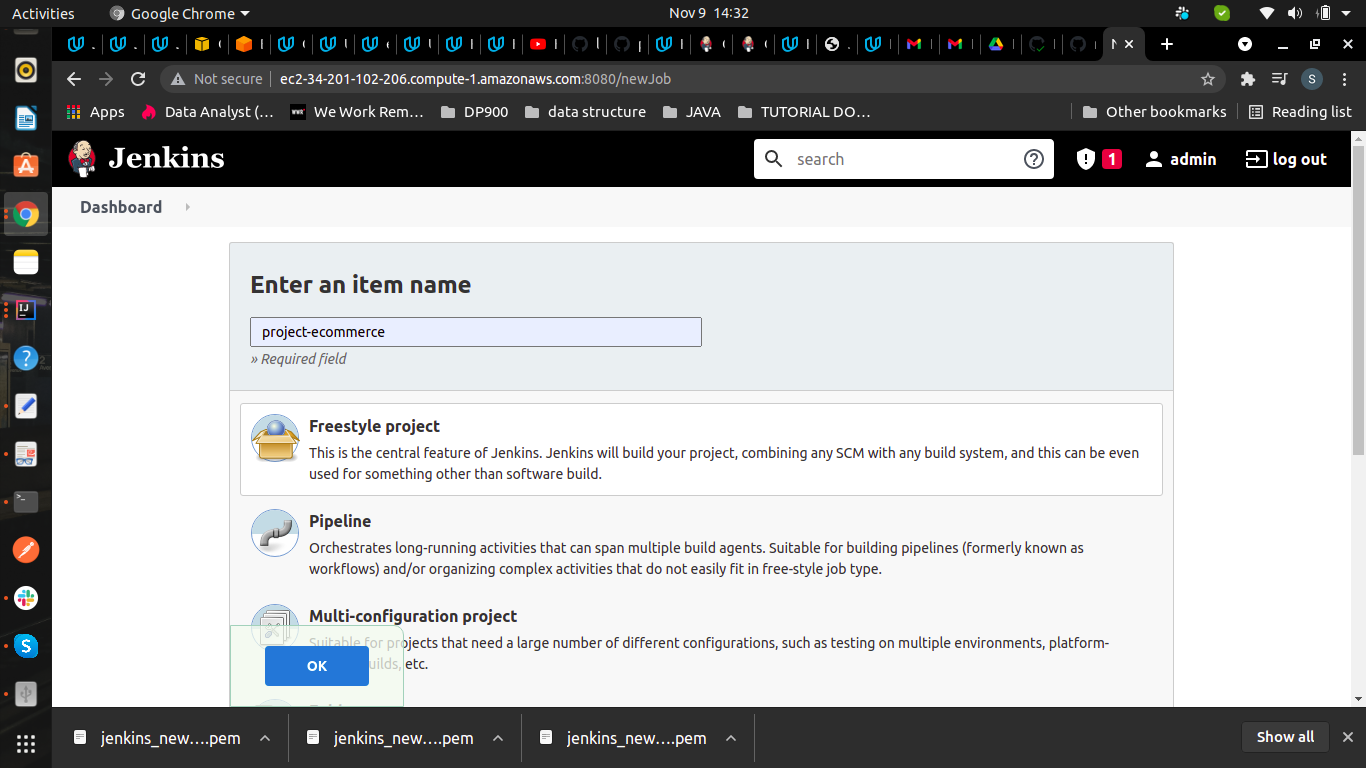 Activities
Google Chrome
Nov 9 14:32
Not secure
ec2-34-201-102-206.compute-1.amazonaws.com:8080/newJob
S
Apps
Data Analyst (...
We Work Rem...
DP900
data structure
JAVA
TUTORIAL DO...
Other bookmarks
Reading list
Jenkins
search
1
admin
log out
Dashboard
Enter an item name
project-ecommerce
» Required field
Freestyle project
This is the central feature of Jenkins. Jenkins will build your project, combining any SCM with any build system, and this can be even
used for something other than software build.
Pipeline
Orchestrates long-running activities that can span multiple build agents. Suitable for building pipelines (formerly known as
workflows) and/or organizing complex activities that do not easily fit in free-style job type.
Multi-configuration project
Suitable for projects that need a large number of different configurations, such as testing on multiple environments, platform-
etc.
OK
jenkins_new....pem
jenkins_new....pem
jenkins_new....pem
Show all